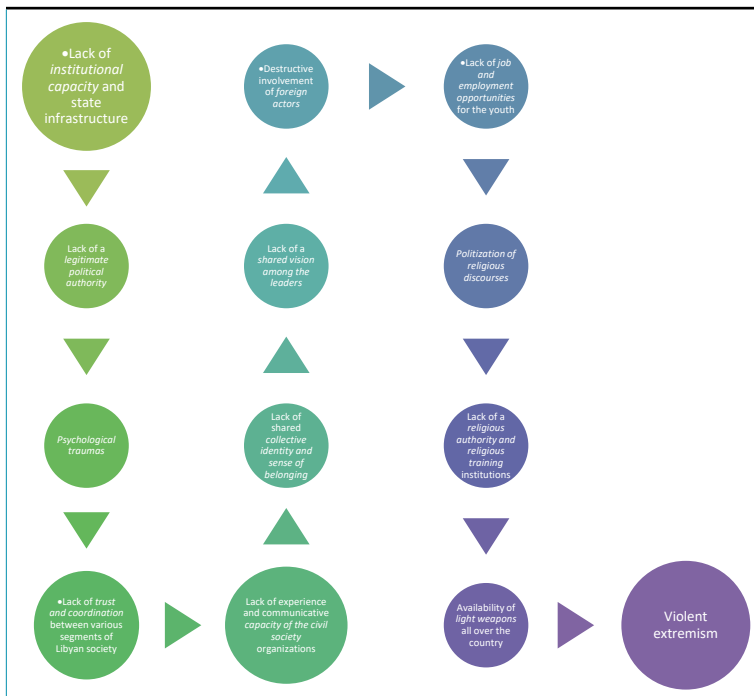 •Lack of
institutional
capacity and
state
infrastructure
Lack of a
legitimate
political
authority
Psychological
traumas
•Lack of trust
and coordination
between various
segments of
Libyan society
Lack of experience
and communicative
capacity of the civil
society
organizations
Lack of
shared
collective
identity and
sense of
belonging
Lack of a
shared vision
among the
leaders
•Destructive
involvement
of foreign
actors
•Lack of job
and
employment
opportunities
for the youth
Politization of
religious
discourses
Lack of a
religious
authority and
religious
training
institutions
Availability of
light weapons
all over the
country
Violent
extremism